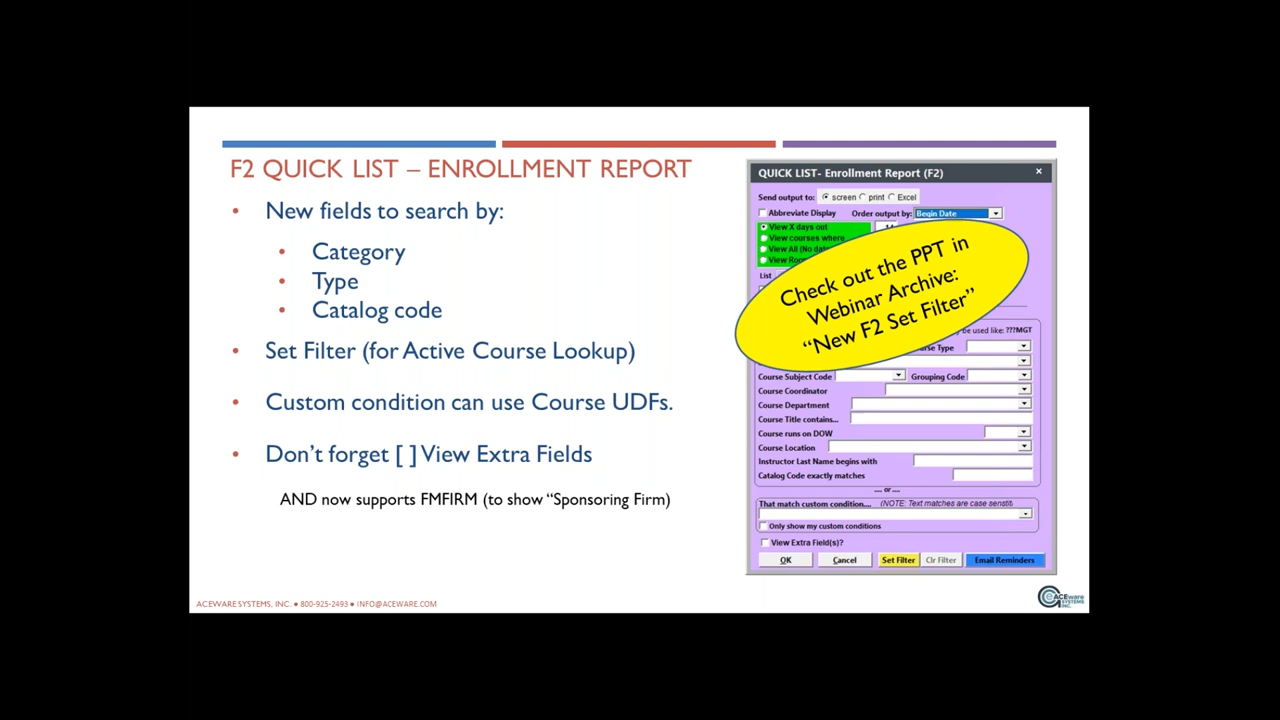 F2 QUICK LIST – ENROLLMENT REPORT
• New fields to search by:
• Category
• Type
• Catalog code
• Set Filter (for Active Course Lookup)
• Custom condition can use Course UDFs.
• Don't forget [ ] View Extra Fields
AND now supports FMFIRM (to show “Sponsoring Firm)
QUICK LIST- Enrollment Report (F2)
Send output to: screen print Excel
Abbreviate Display Order output by: Begin Date
View X days out
View courses where
View All (No
List
Check out the PPT in
Webinar Archive:
“New F2 Set Filter”
be used like: ???MGT
Type
Course Subject Code Grouping Code
Course Coordinator
Course Department
Course Title contains...
Course runs on DOW
Course Location
Instructor Last Name begins with
Catalog Code exactly matches
---- or ----
That match custom condition.... (NOTE: Text matches are case sensiti
Only show my custom conditions
View Extra Field(s)?
OK Cancel Set Filter Clr Filter Email Reminders
ACEWARE SYSTEMS, INC. ● 800-925-2493 ● INFO@ACEWARE.COM
ACEware
SYSTEMS
INC.